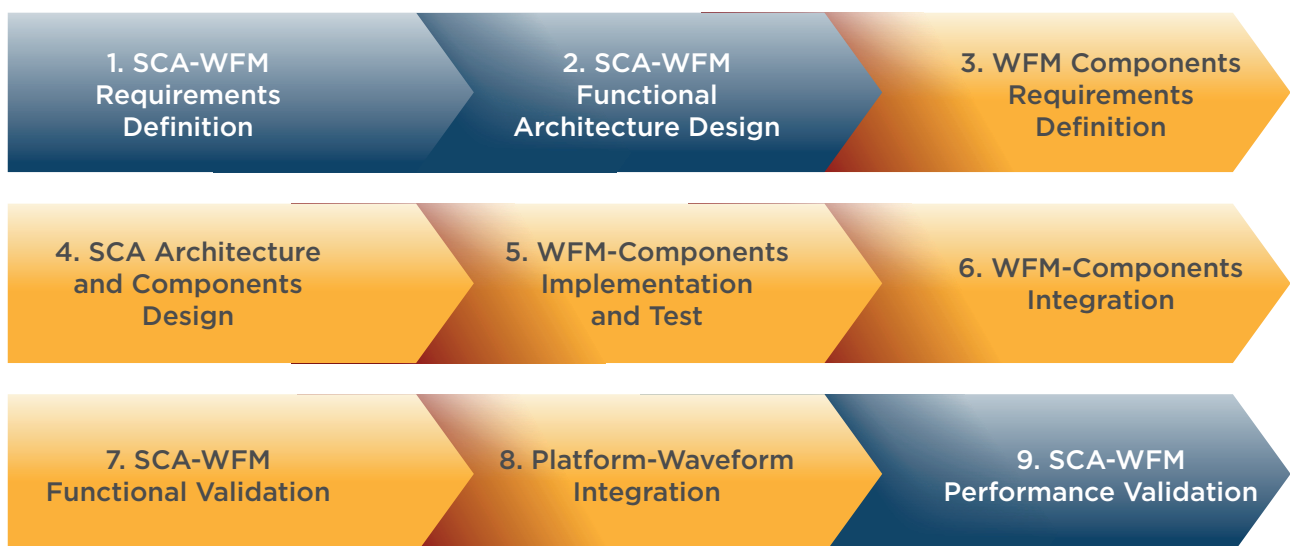 1. SCA-WFM
Requirements
Definition
2. SCA-WFM
Functional
Architecture Design
3. WFM Components
Requirements
Definition
4. SCA Architecture
and Components
Design
5. WFM-Components
Implementation
and Test
6. WFM-Components
Integration
7. SCA-WFM
Functional Validation
8. Platform-Waveform
Integration
9. SCA-WFM
Performance Validation